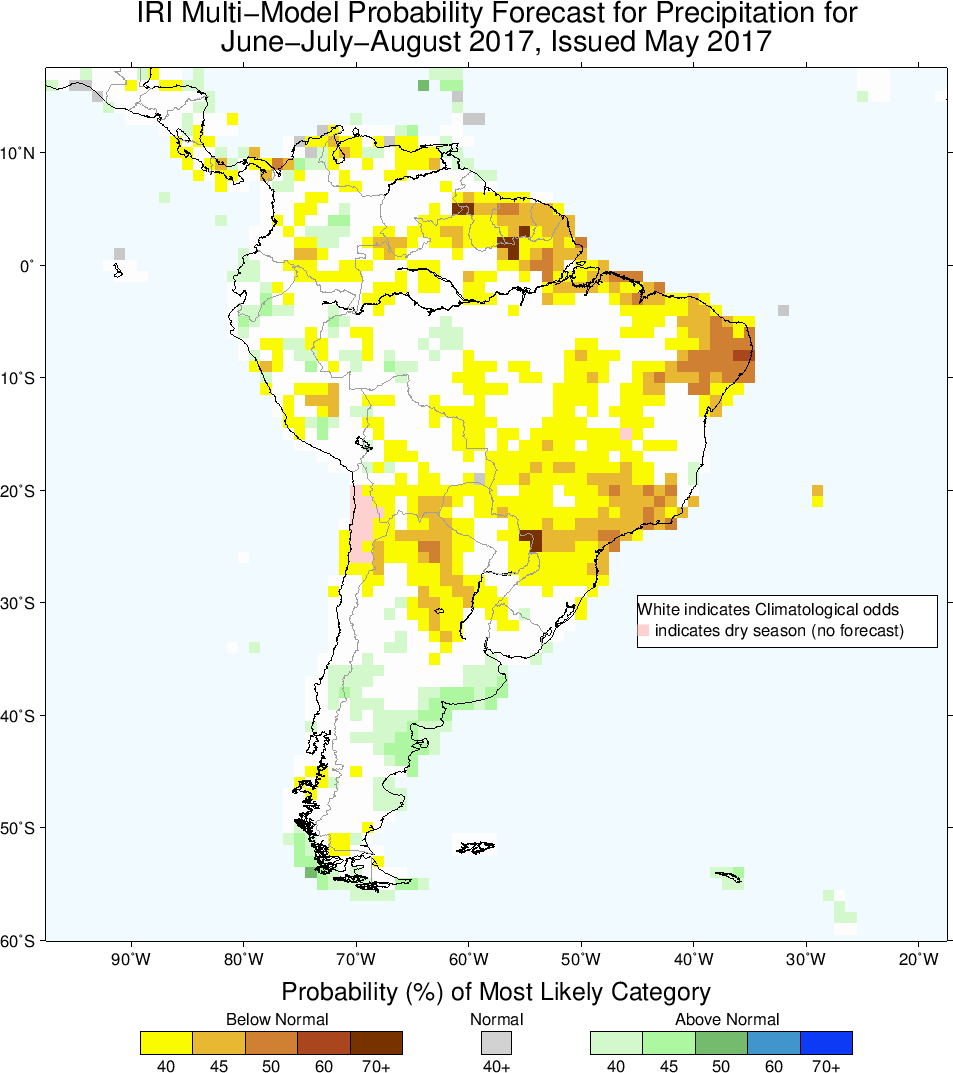 IRI Multi−Model Probability Forecast for Precipitation for
June−July−August 2017, Issued May 2017
10˚N
0˚
10˚S
20˚S
30˚S
40˚S
50˚S
60˚S
White indicates Climatological odds
indicates dry season (no forecast)
90˚W 80˚W 70˚W 60˚W 50˚W 40˚W 30˚W 20˚W
Probability (%) of Most Likely Category
Below Normal Normal Above Normal
40 45 50 60 70+ 40+ 40 45 50 60 70+